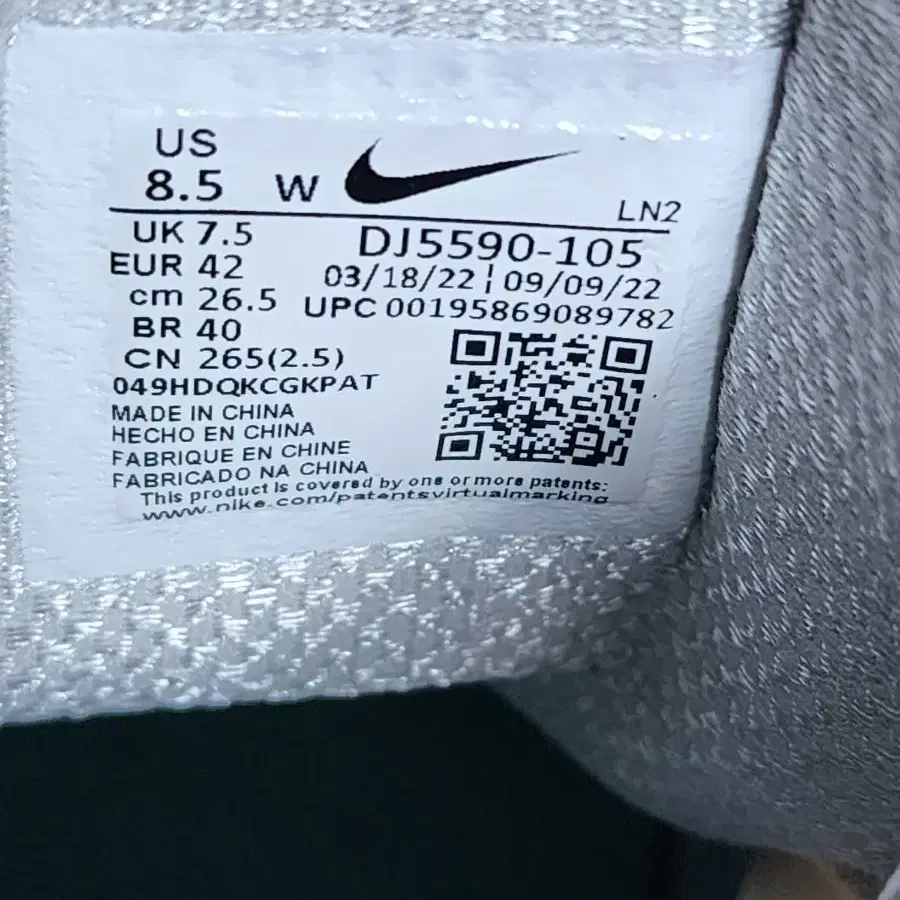 US
8.5 W
LN2
UK 7.5
EUR 42
cm 26.5
BR 40
CN 265(2.5)
DJ5590-105
03/18/22 ¦ 09/09/22
UPC 00195869089782
049HDQKCGKPAT
MADE IN CHINA
HECHO EN CHINA
FABRIQUE EN CHINE
FABRICADO NA CHINA
This product is covered by one or more patents:
www.nike.com/patentsvirtualmarking